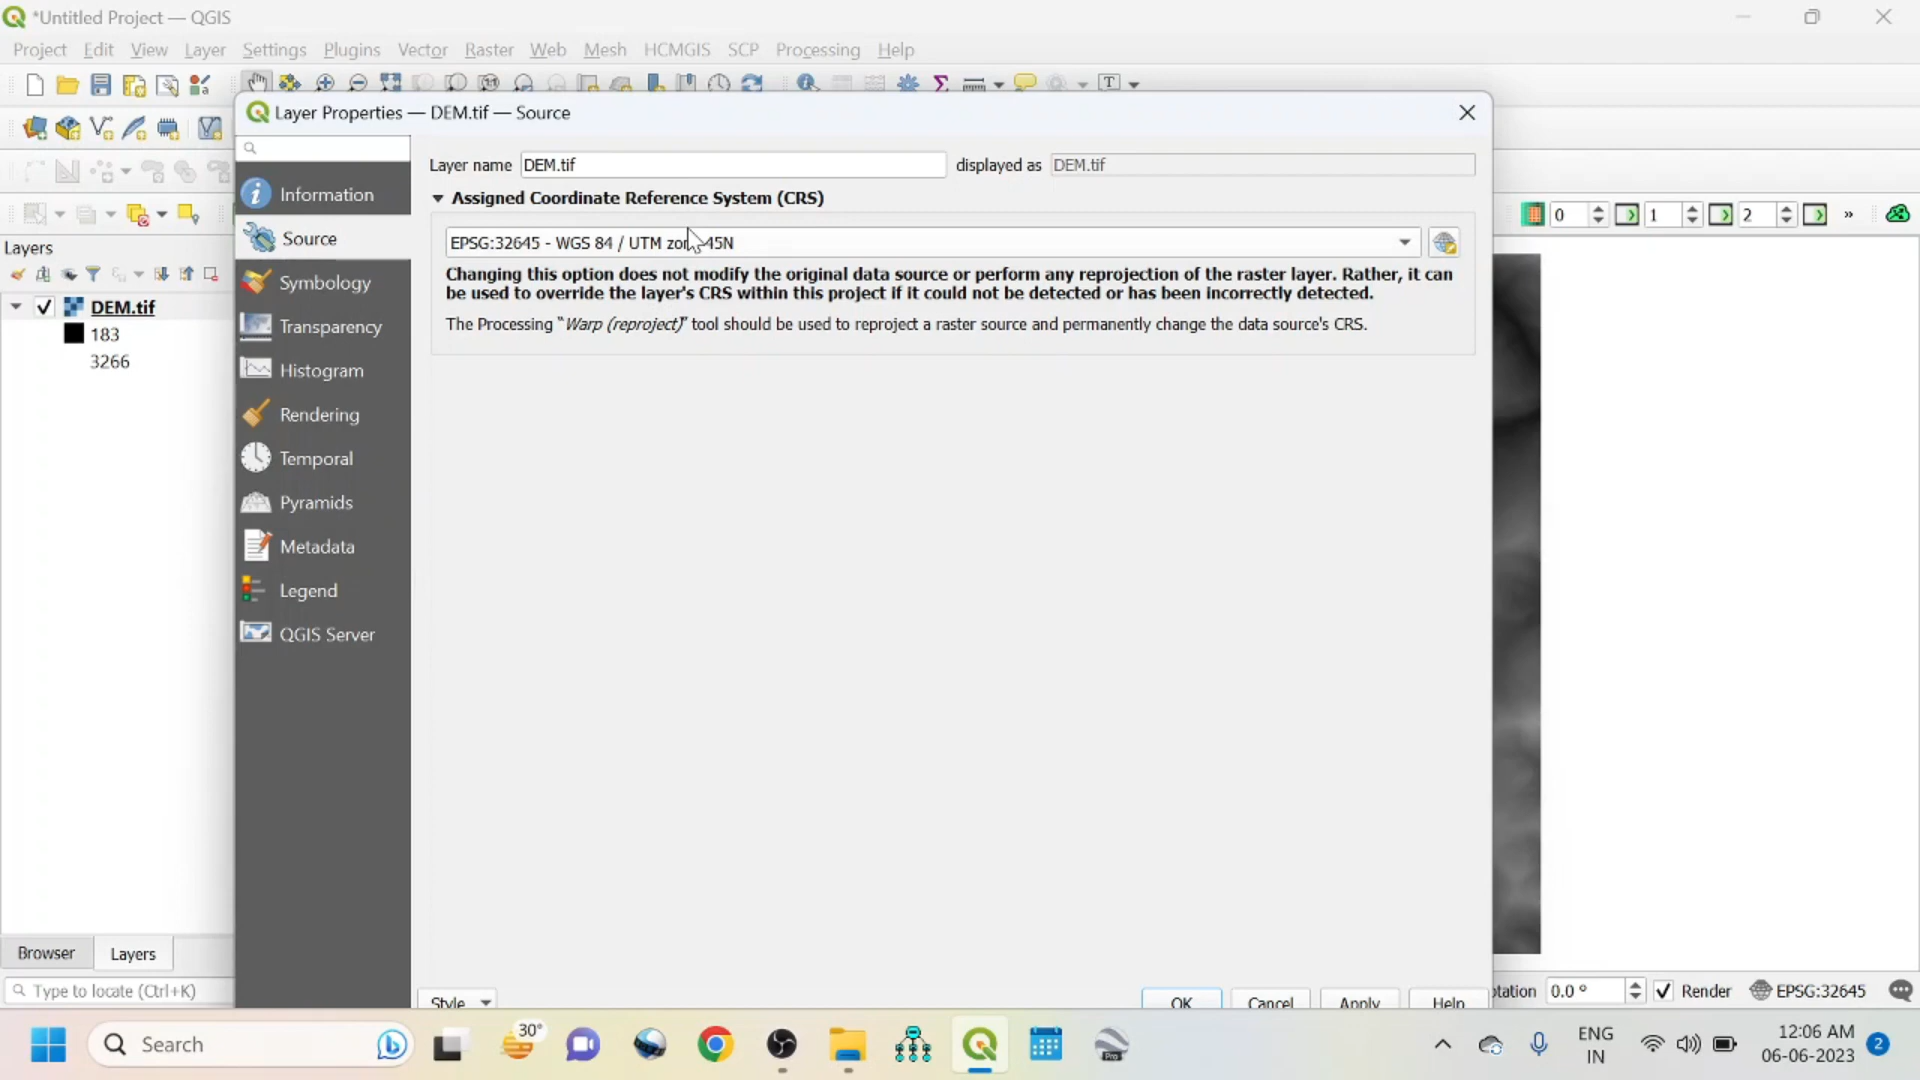 *Untitled Project — QGIS
Project Edit View Layer Settings Plugins Vector Raster Web Mesh HCMGIS SCP Processing Help
Layer Properties — DEM.tif — Source
Layer name DEM.tif displayed as DEM.tif
Information
Assigned Coordinate Reference System (CRS)
0 1 2 »
Source
EPSG:32645 - WGS 84 / UTM zone 45N
Layers
Changing this option does not modify the original data source or perform any reprojection of the raster layer. Rather, it can
be used to override the layer's CRS within this project if it could not be detected or has been incorrectly detected.
The Processing "Warp (reproject)" tool should be used to reproject a raster source and permanently change the data source's CRS.
Symbology
DEM.tif
183
3266
Transparency
Histogram
Rendering
Temporal
Pyramids
Metadata
Legend
QGIS Server
Browser Layers
Type to locate (Ctrl+K)
Style OK Cancel Apply Help
tation 0.0 ° Render EPSG:32645
Search
30°
Pro
ENG
IN
12:06 AM
06-06-2023
2